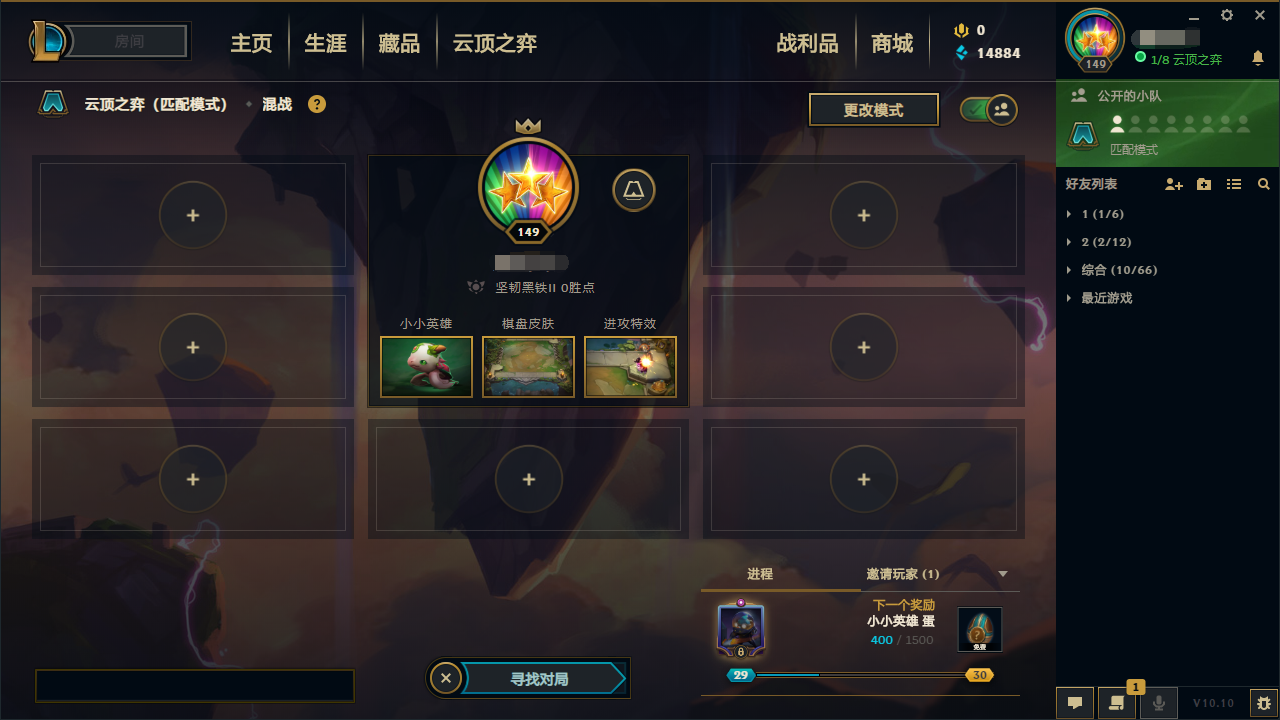 房间
主页
生涯
藏品
云顶之弈
战利品
商城
0
14884
149
1/8 云顶之弈
云顶之弈（匹配模式）
混战
?
更改模式
公开的小队
匹配模式
好友列表
1 (1/6)
2 (2/12)
综合 (10/66)
最近游戏
149
坚韧黑铁II 0胜点
小小英雄
棋盘皮肤
进攻特效
进程
邀请玩家 (1)
下一个奖励
小小英雄 蛋
400 / 1500
免费
29
30
寻找对局
1
V10.10